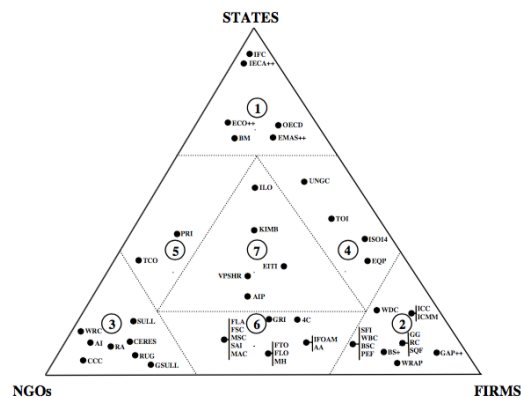 STATES
IFC
IECA++
1
ECO++
OECD
BM
EMAS++
ILO
UNGC
TOI
KIMB
PRI
ISO14
5
7
4
TCO
EITI
EQP
VPSHR
AIP
WDC
ICC
ICMM
3
SULL
6
GRI
4C
2
WRC
FLA
FSC
MSC
SAI
MAC
SFI
WBC
BSC
PEF
GG
RC
SQF
AI
RA
CERES
IFOAM
AA
FTO
FLO
MH
BS+
GAP++
CCC
RUG
GSULL
WRAP
NGOs
FIRMS